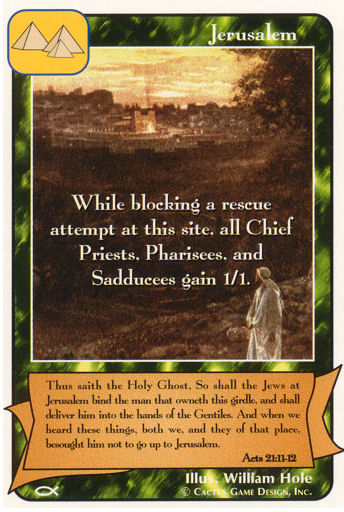 Jerusalem
While blocking a rescue
attempt at this site, all Chief
Priests, Pharisees, and
Sadducees gain 1/1.
Thus saith the Holy Ghost, So shall the Jews at
Jerusalem bind the man that owneth this girdle, and shall
deliver him into the hands of the Gentiles. And when we
heard these things, both we, and they of that place,
besought him not to go up to Jerusalem.
Acts 21:11-12
Illus. William Hole
© Cactus Game Design, Inc.